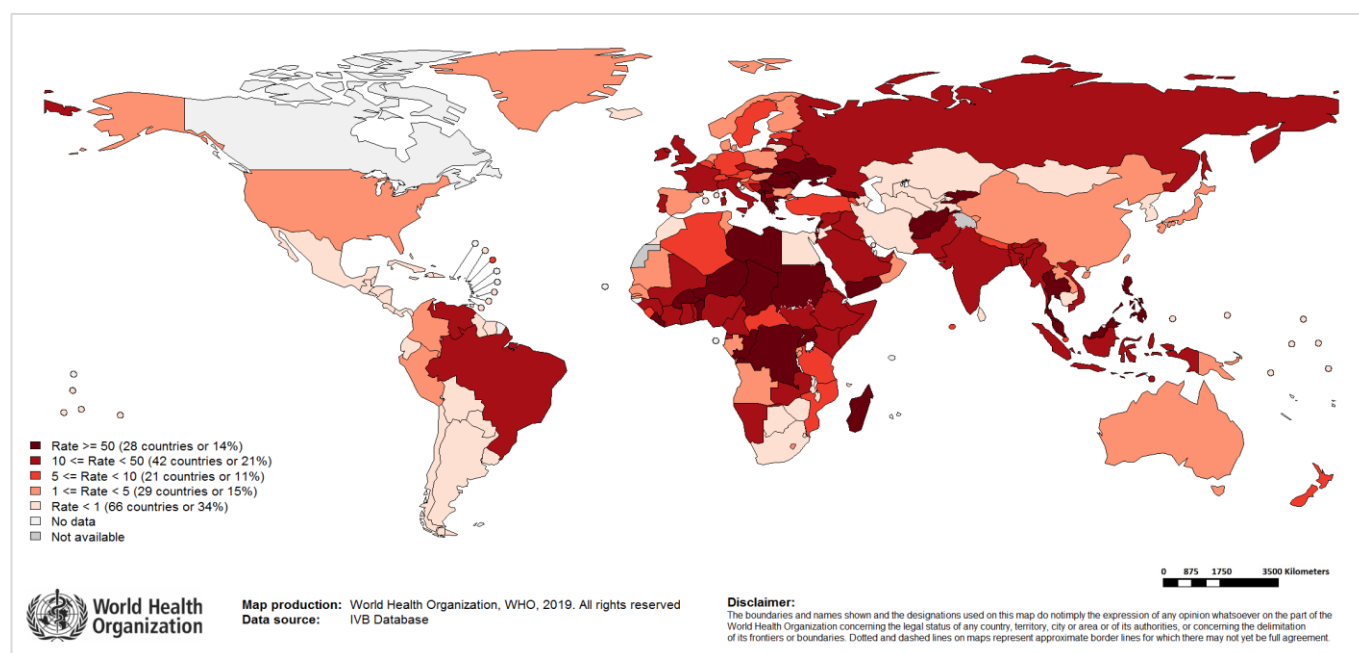 Rate >= 50 (28 countries or 14%)
10 <= Rate < 50 (42 countries or 21%)
5 <= Rate < 10 (21 countries or 11%)
1 <= Rate < 5 (29 countries or 15%)
Rate < 1 (66 countries or 34%)
No data
Not available
0 875 1750 3500 Kilometers
World Health
Organization
Map production: World Health Organization, WHO, 2019. All rights reserved
Data source: IVB Database
Disclaimer:
The boundaries and names shown and the designations used on this map do notimply the expression of any opinion whatsoever on the part of the
World Health Organization concerning the legal status of any country, territory, city or area or of its authorities, or concerning the delimitation
of its frontiers or boundaries. Dotted and dashed lines on maps represent approximate border lines for which there may not yet be full agreement.